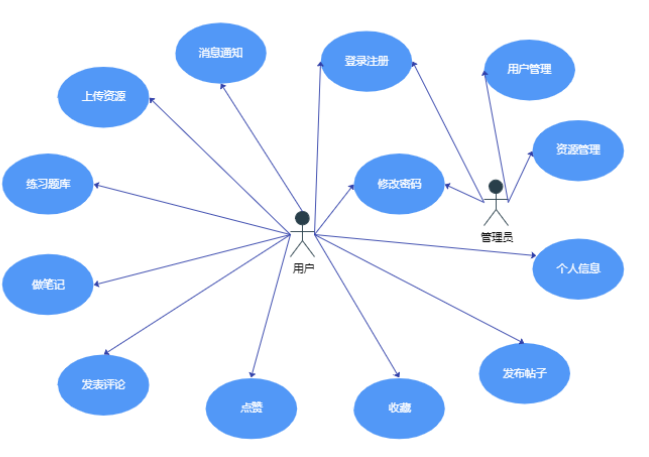 消息通知
登录注册
用户管理
上传资源
资源管理
练习题库
修改密码
管理员
用户
个人信息
做笔记
发布帖子
发表评论
点赞
收藏